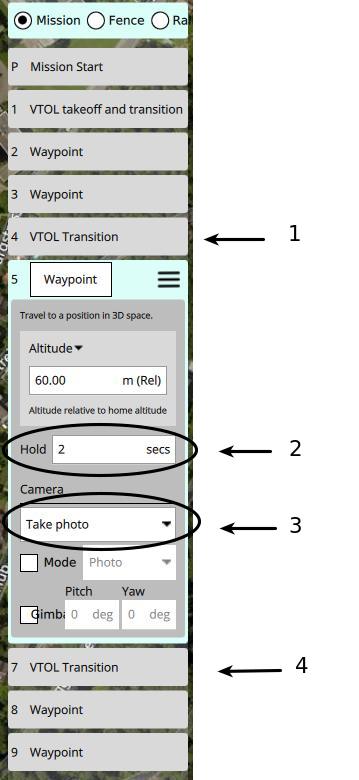 Mission Fence Ra
P Mission Start
1 VTOL takeoff and transition
2 Waypoint
3 Waypoint
4 VTOL Transition
1
5 Waypoint
Travel to a position in 3D space.
Altitude
60.00 m (Rel)
Altitude relative to home altitude
Hold 2 secs
2
Camera
Take photo
3
Mode Photo
Pitch Yaw
Gimba 0 deg 0 deg
7 VTOL Transition
4
8 Waypoint
9 Waypoint